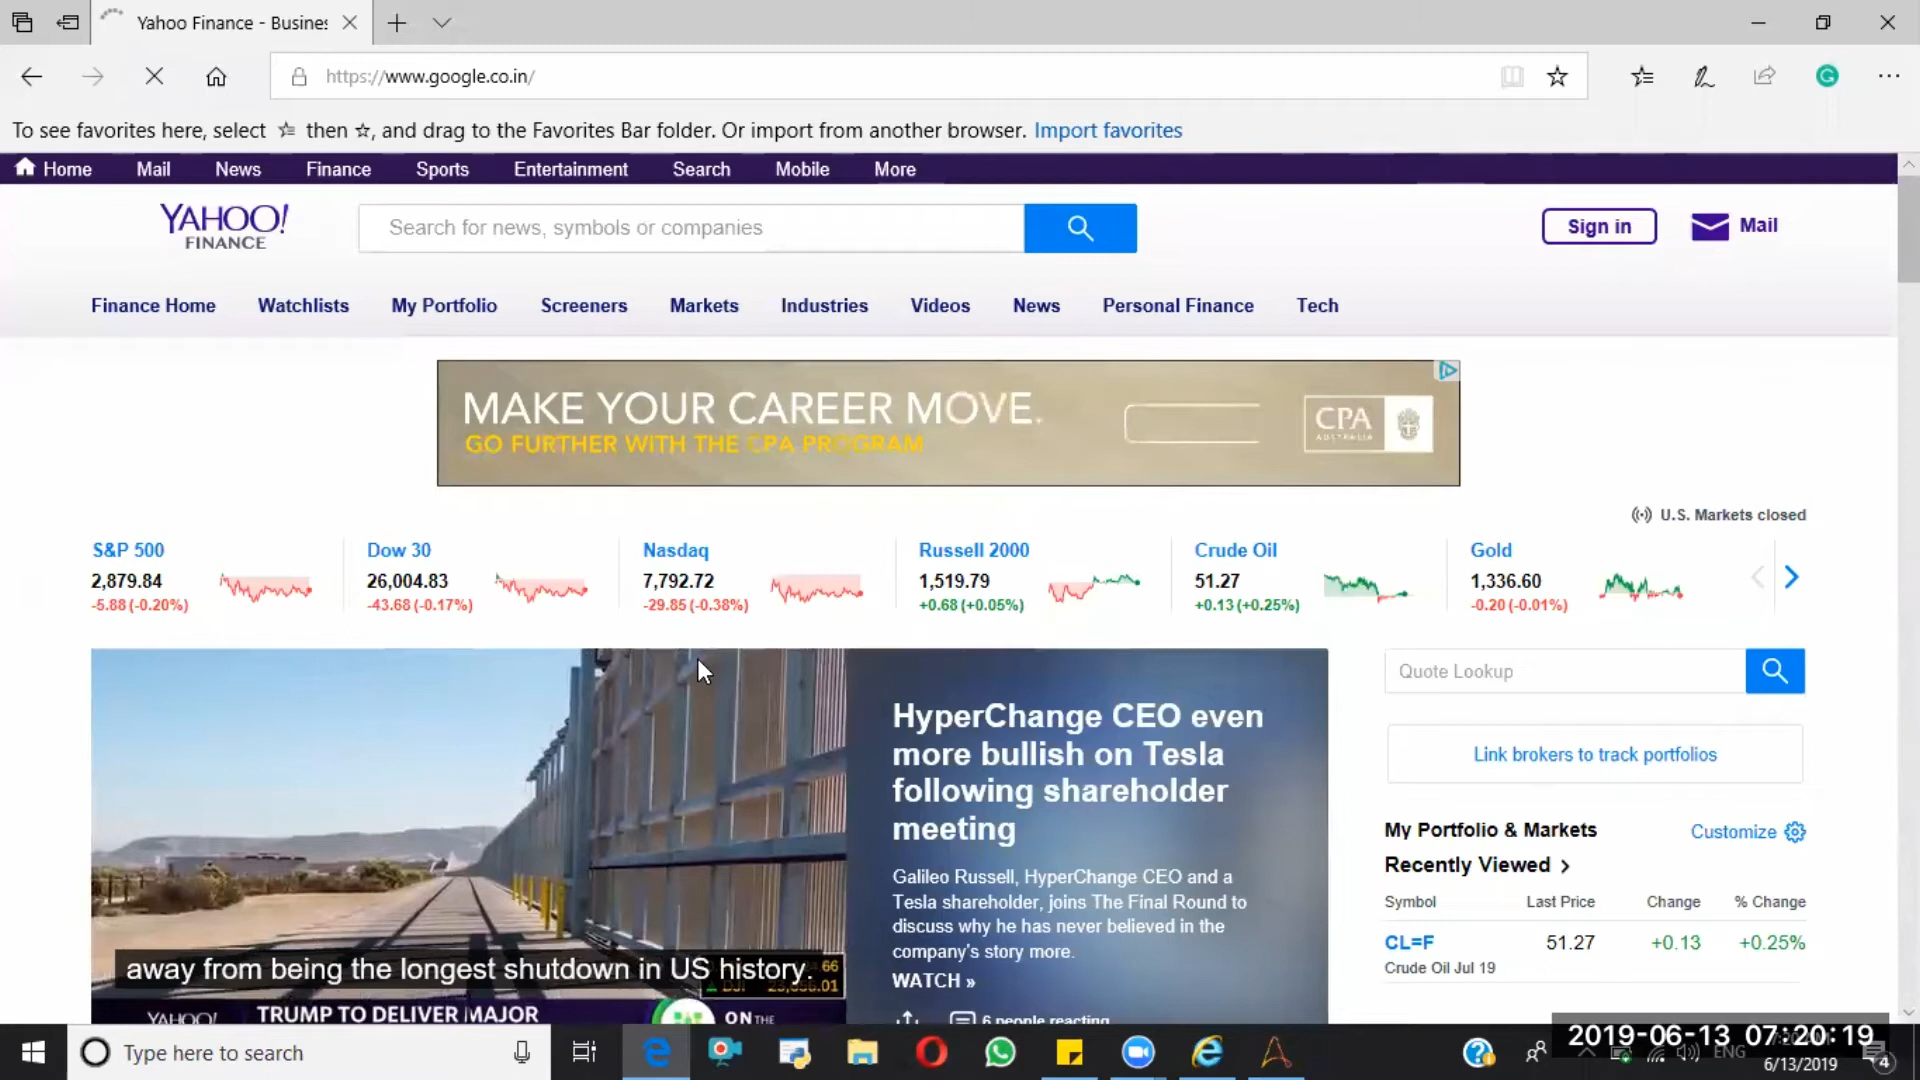 Yahoo Finance - Busines
https://www.google.co.in/
To see favorites here, select then ☆, and drag to the Favorites Bar folder. Or import from another browser. Import favorites
Home Mail News Finance Sports Entertainment Search Mobile More
YAHOO!
FINANCE
Search for news, symbols or companies
Sign in
Mail
Finance Home Watchlists My Portfolio Screeners Markets Industries Videos News Personal Finance Tech
MAKE YOUR CAREER MOVE.
GO FURTHER WITH THE CPA PROGRAM
CPA
AUSTRALIA
U.S. Markets closed
S&P 500
2,879.84
-5.88 (-0.20%)
Dow 30
26,004.83
-43.68 (-0.17%)
Nasdaq
7,792.72
-29.85 (-0.38%)
Russell 2000
1,519.79
+0.68 (+0.05%)
Crude Oil
51.27
+0.13 (+0.25%)
Gold
1,336.60
-0.20 (-0.01%)
HyperChange CEO even
more bullish on Tesla
following shareholder
meeting
Galileo Russell, HyperChange CEO and a
Tesla shareholder, joins The Final Round to
discuss why he has never believed in the
company's story more.
WATCH »
6 people reacting
away from being the longest shutdown in US history.
YAHOO!
TRUMP TO DELIVER MAJOR
ON THE
Quote Lookup
Link brokers to track portfolios
My Portfolio & Markets
Customize
Recently Viewed >
Symbol Last Price Change % Change
CL=F 51.27 +0.13 +0.25%
Crude Oil Jul 19
Type here to search
2019-06-13 07:20:19
ENG
6/13/2019
4